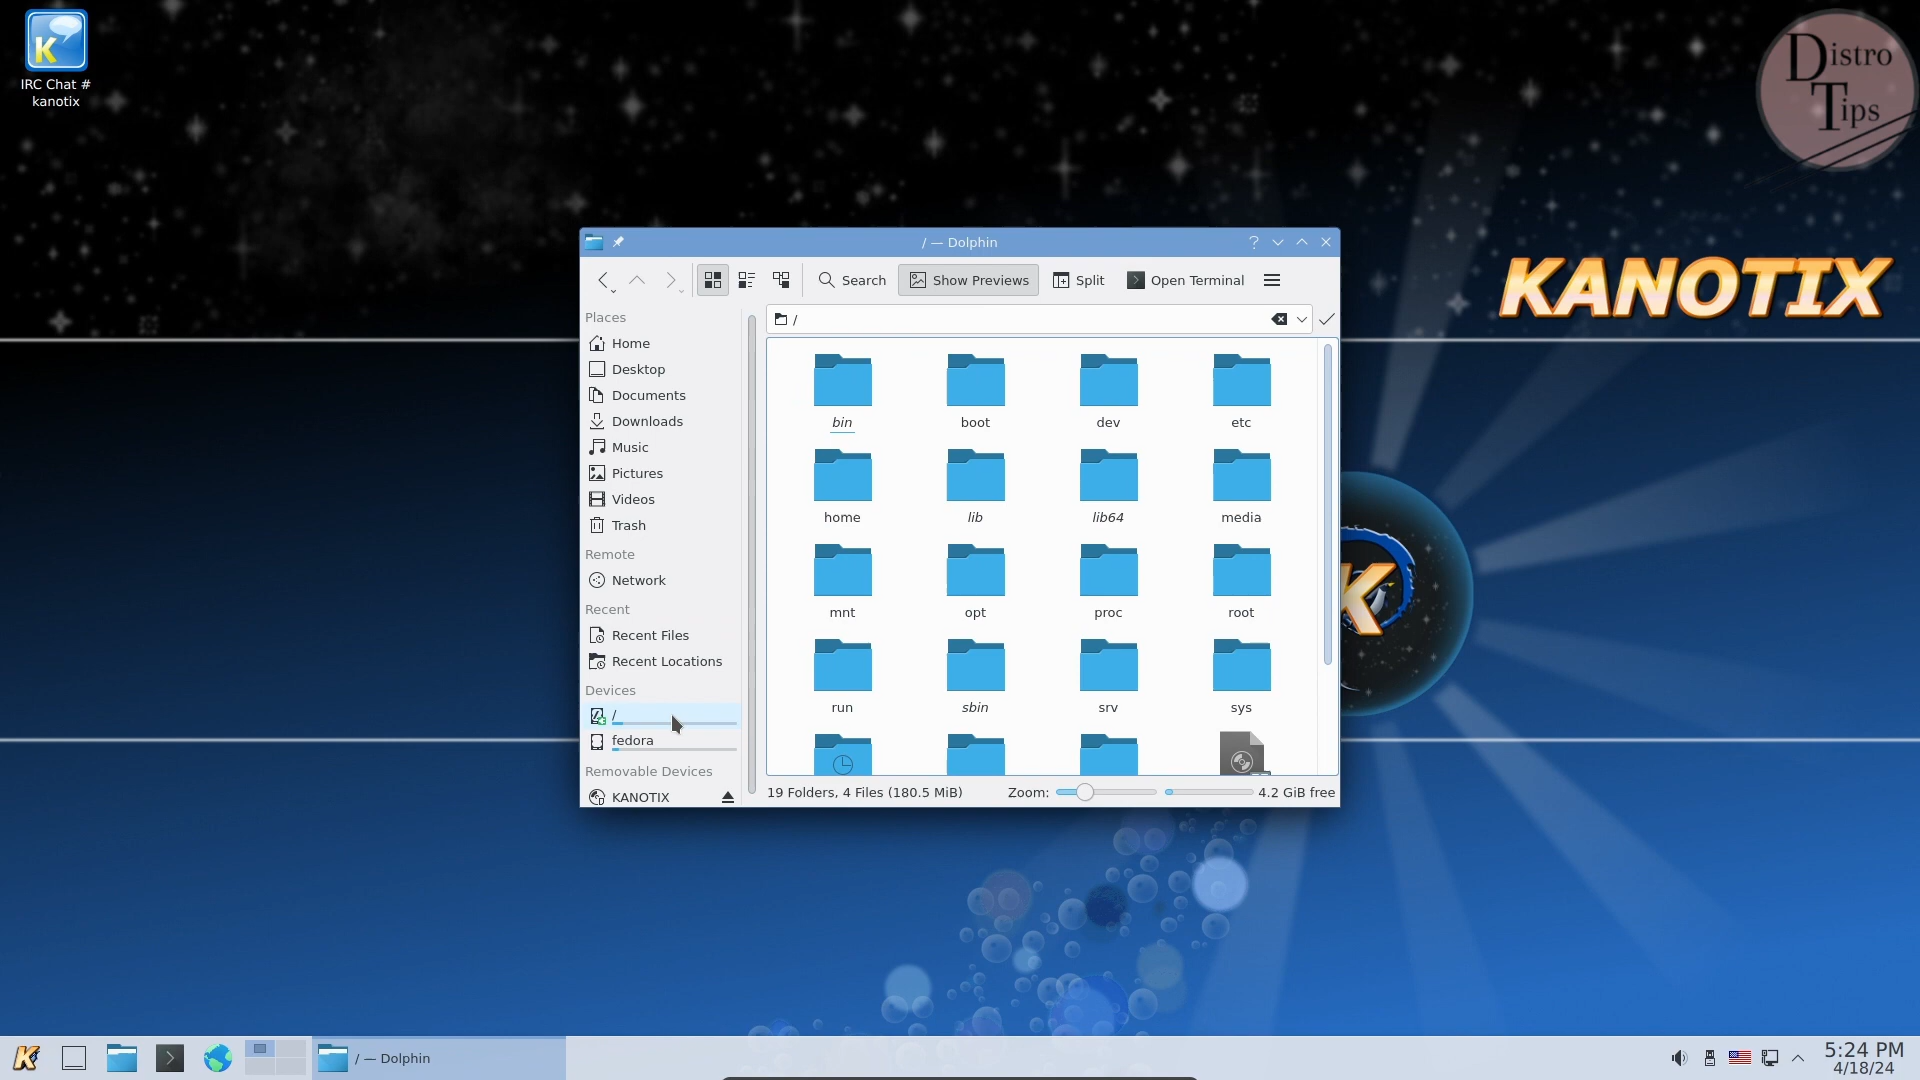 IRC Chat #
kanotix
Distro
Tips
KANOTIX
/ — Dolphin
Search
Show Previews
Split
Open Terminal
/
Places
Home
Desktop
Documents
Downloads
Music
Pictures
Videos
Trash
Remote
Network
Recent
Recent Files
Recent Locations
Devices
/
fedora
Removable Devices
KANOTIX
bin boot dev etc
home lib lib64 media
mnt opt proc root
run sbin srv sys
19 Folders, 4 Files (180.5 MiB)
Zoom:
4.2 GiB free
K
/ — Dolphin
5:24 PM
4/18/24